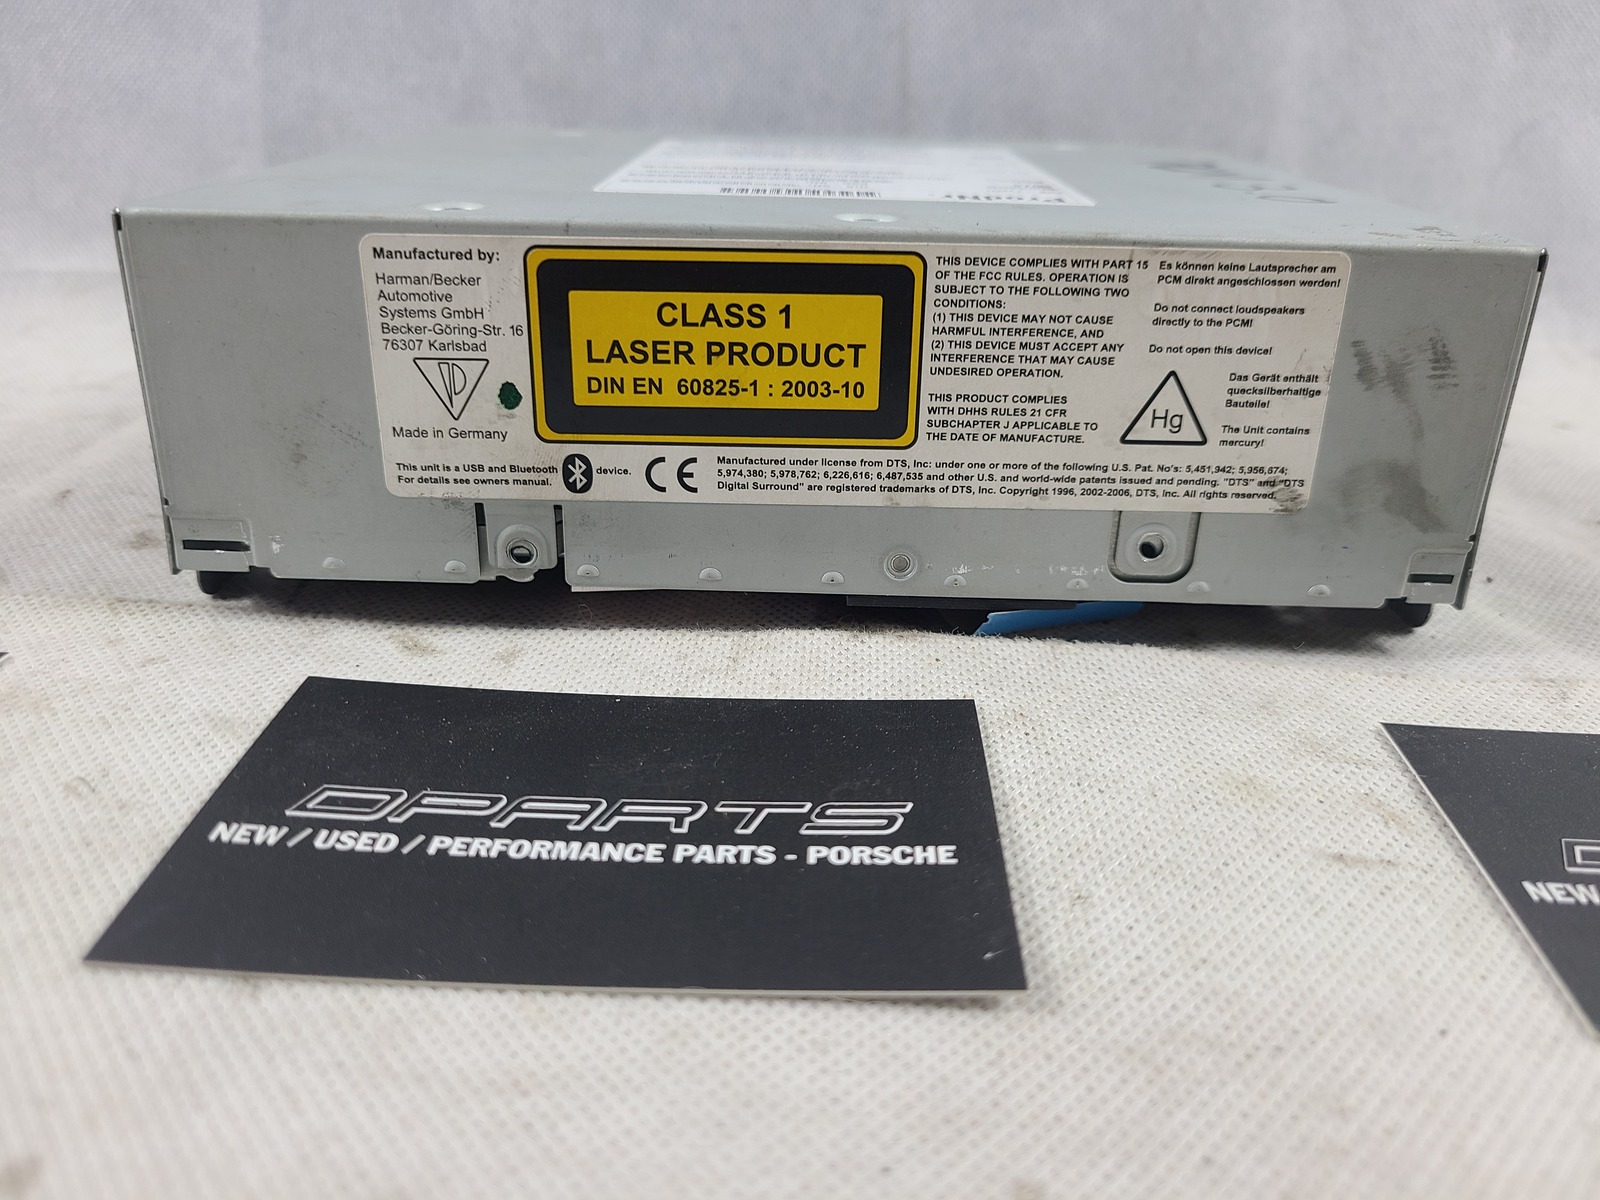 ProdNr
Manufactured by:
Harman/Becker
Automotive
Systems GmbH
Becker-Göring-Str. 16
76307 Karlsbad
Made in Germany
This unit is a USB and Bluetooth device.
For details see owners manual.
CE
CLASS 1
LASER PRODUCT
DIN EN 60825-1 : 2003-10
THIS DEVICE COMPLIES WITH PART 15
OF THE FCC RULES. OPERATION IS
SUBJECT TO THE FOLLOWING TWO
CONDITIONS:
(1) THIS DEVICE MAY NOT CAUSE
HARMFUL INTERFERENCE, AND
(2) THIS DEVICE MUST ACCEPT ANY
INTERFERENCE THAT MAY CAUSE
UNDESIRED OPERATION.
THIS PRODUCT COMPLIES
WITH DHHS RULES 21 CFR
SUBCHAPTER J APPLICABLE TO
THE DATE OF MANUFACTURE.
Es können keine Lautsprecher am
PCM direkt angeschlossen werden!
Do not connect loudspeakers
directly to the PCM!
Do not open this device!
Hg
Das Gerät enthält
quecksilberhaltige
Bauteile!
The Unit contains
mercury!
Manufactured under license from DTS, Inc: under one or more of the following U.S. Pat. No's: 5,451,942; 5,956,674;
5,974,380; 5,978,762; 6,226,616; 6,487,535 and other U.S. and world-wide patents issued and pending. "DTS" and "DTS
Digital Surround" are registered trademarks of DTS, Inc. Copyright 1996, 2002-2006, DTS, Inc. All rights reserved.
DPARTS
NEW / USED / PERFORMANCE PARTS - PORSCHE
D
NEW